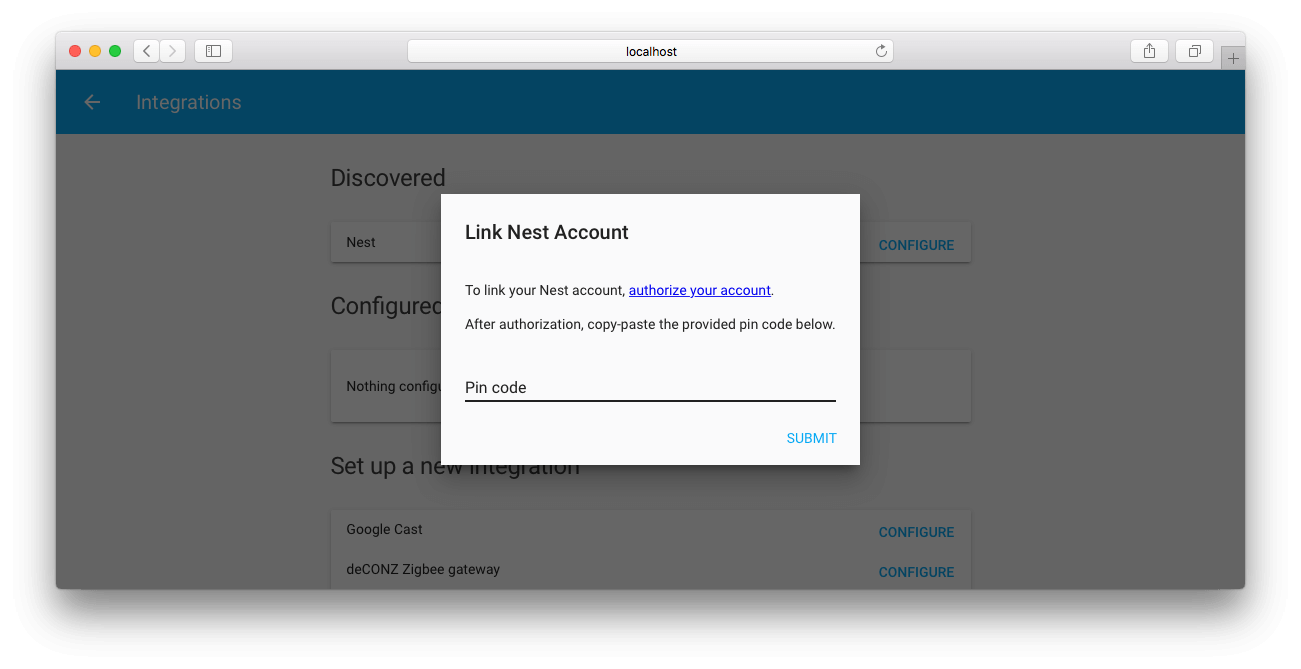 localhost
Integrations
Discovered
Nest
CONFIGURE
Link Nest Account
To link your Nest account, authorize your account.
After authorization, copy-paste the provided pin code below.
Pin code
SUBMIT
Configured
Nothing
Set up a new integration
Google Cast
CONFIGURE
deCONZ Zigbee gateway
CONFIGURE